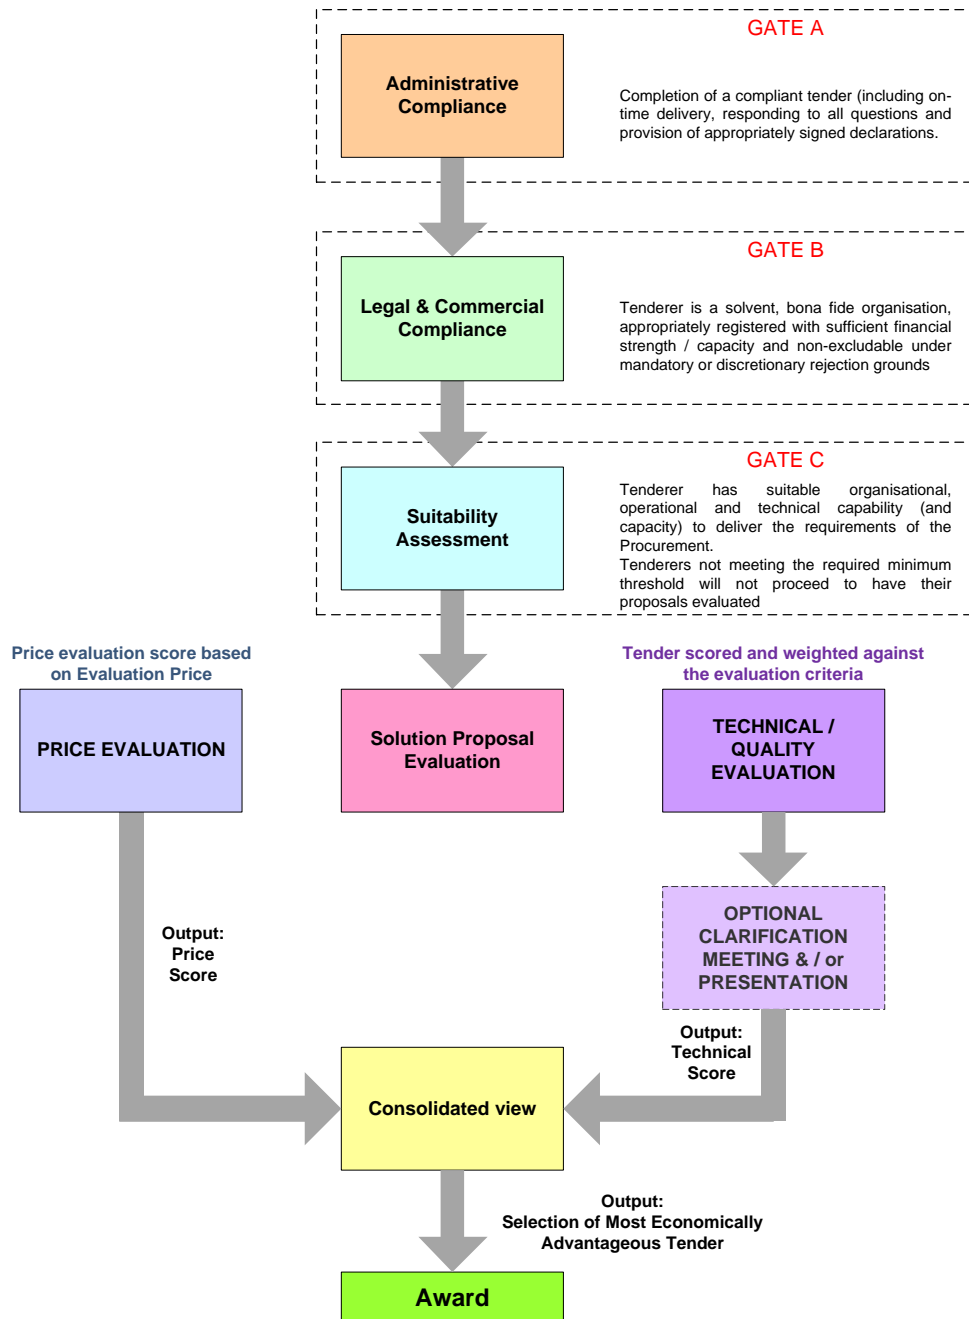 GATE A
Administrative
Compliance
Completion of a compliant tender (including on-
time delivery, responding to all questions and
provision of appropriately signed declarations.
GATE B
Legal & Commercial
Compliance
Tenderer is a solvent, bona fide organisation,
appropriately registered with sufficient financial
strength / capacity and non-excludable under
mandatory or discretionary rejection grounds
GATE C
Suitability
Assessment
Tenderer has suitable organisational,
operational and technical capability (and
capacity) to deliver the requirements of the
Procurement.
Tenderers not meeting the required minimum
threshold will not proceed to have their
proposals evaluated
Price evaluation score based
on Evaluation Price
PRICE EVALUATION
Solution Proposal
Evaluation
Tender scored and weighted against
the evaluation criteria
TECHNICAL /
QUALITY
EVALUATION
OPTIONAL
CLARIFICATION
MEETING & / or
PRESENTATION
Output:
Price
Score
Output:
Technical
Score
Consolidated view
Output:
Selection of Most Economically
Advantageous Tender
Award